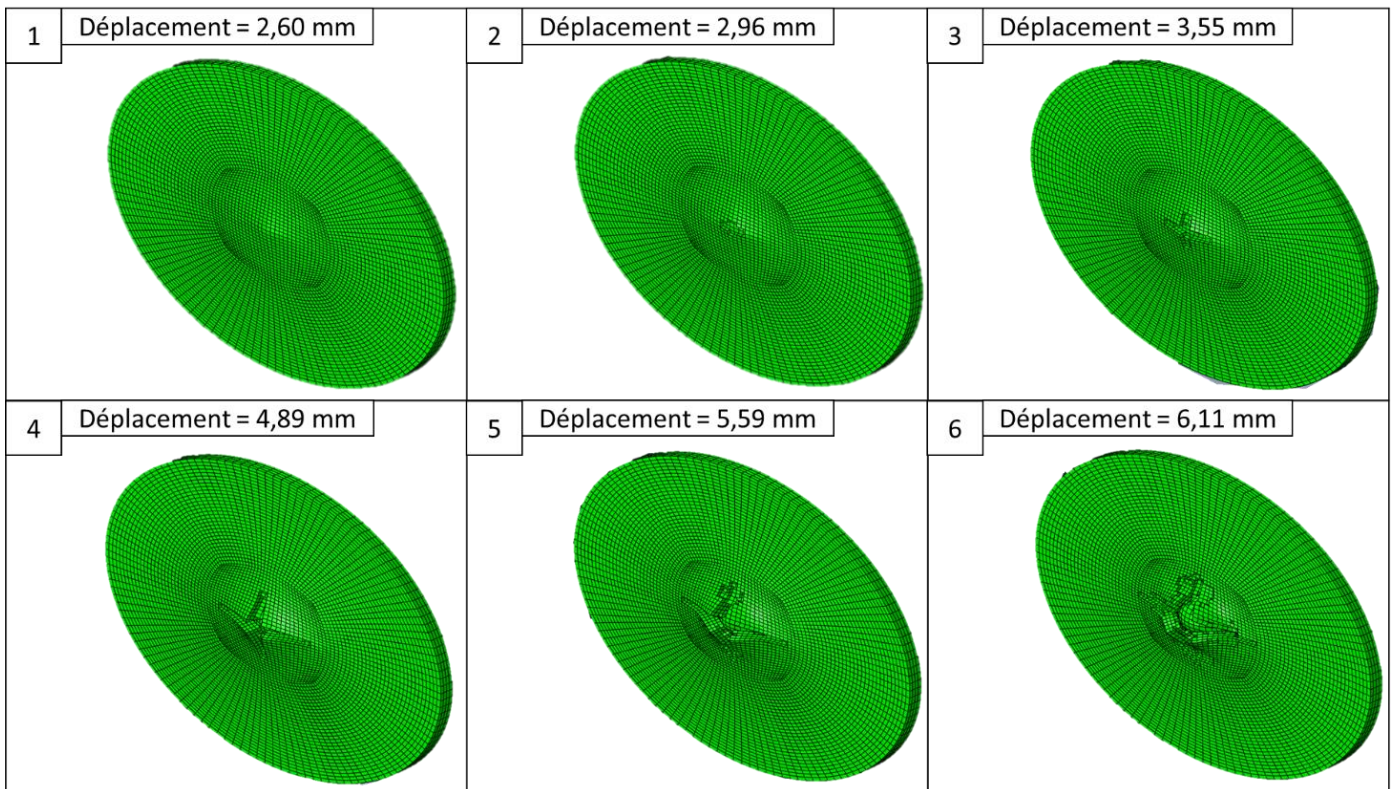 1
Déplacement = 2,60 mm
2
Déplacement = 2,96 mm
3
Déplacement = 3,55 mm
4
Déplacement = 4,89 mm
5
Déplacement = 5,59 mm
6
Déplacement = 6,11 mm